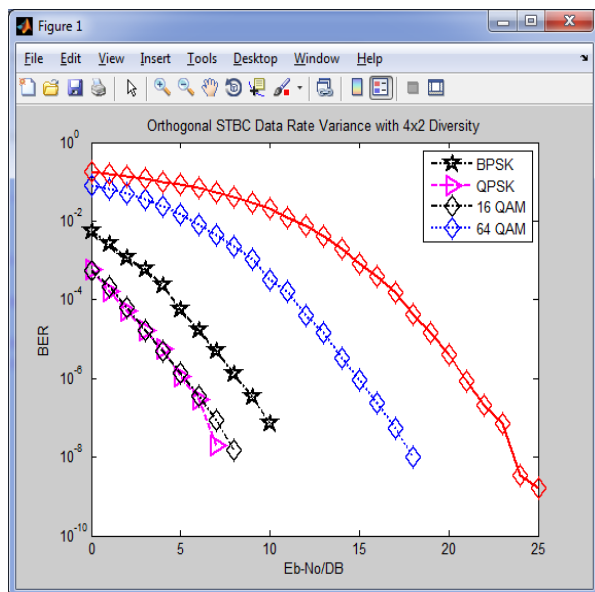 Figure 1
File Edit View Insert Tools Desktop Window Help
Orthogonal STBC Data Rate Variance with 4x2 Diversity
10^0
10^-2
10^-4
10^-6
10^-8
10^-10
BER
BPSK
QPSK
16 QAM
64 QAM
0 5 10 15 20 25
Eb-No/DB